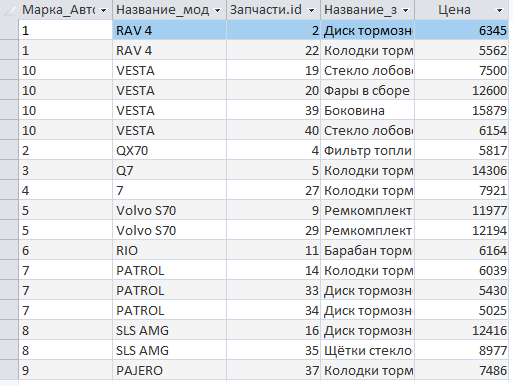 Марка_Авто Название_мод Запчасти.id Название_з Цена
1 RAV 4 2 Диск тормозн 6345
1 RAV 4 22 Колодки торм 5562
10 VESTA 19 Стекло лобово 7500
10 VESTA 20 Фары в сборе 12600
10 VESTA 39 Боковина 15879
10 VESTA 40 Стекло лобово 6154
2 QX70 4 Фильтр топли 5817
3 Q7 5 Колодки торм 14306
4 7 27 Колодки торм 7921
5 Volvo S70 9 Ремкомплект 11977
5 Volvo S70 29 Ремкомплект 12194
6 RIO 11 Барабан торм 6164
7 PATROL 14 Колодки торм 6039
7 PATROL 33 Диск тормозн 5430
7 PATROL 34 Диск тормозн 5025
8 SLS AMG 16 Диск тормозн 12416
8 SLS AMG 35 Щётки стекло 8977
9 PAJERO 37 Колодки торм 7486